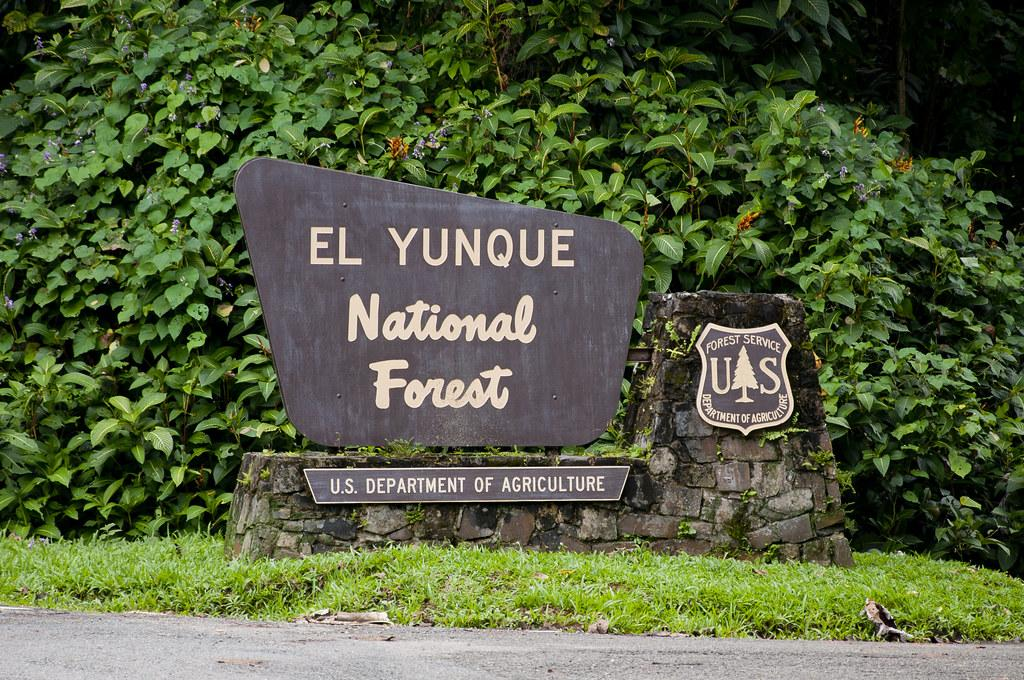 EL YUNQUE
National
Forest
U.S. DEPARTMENT OF AGRICULTURE
FOREST SERVICE
U S
DEPARTMENT OF AGRICULTURE